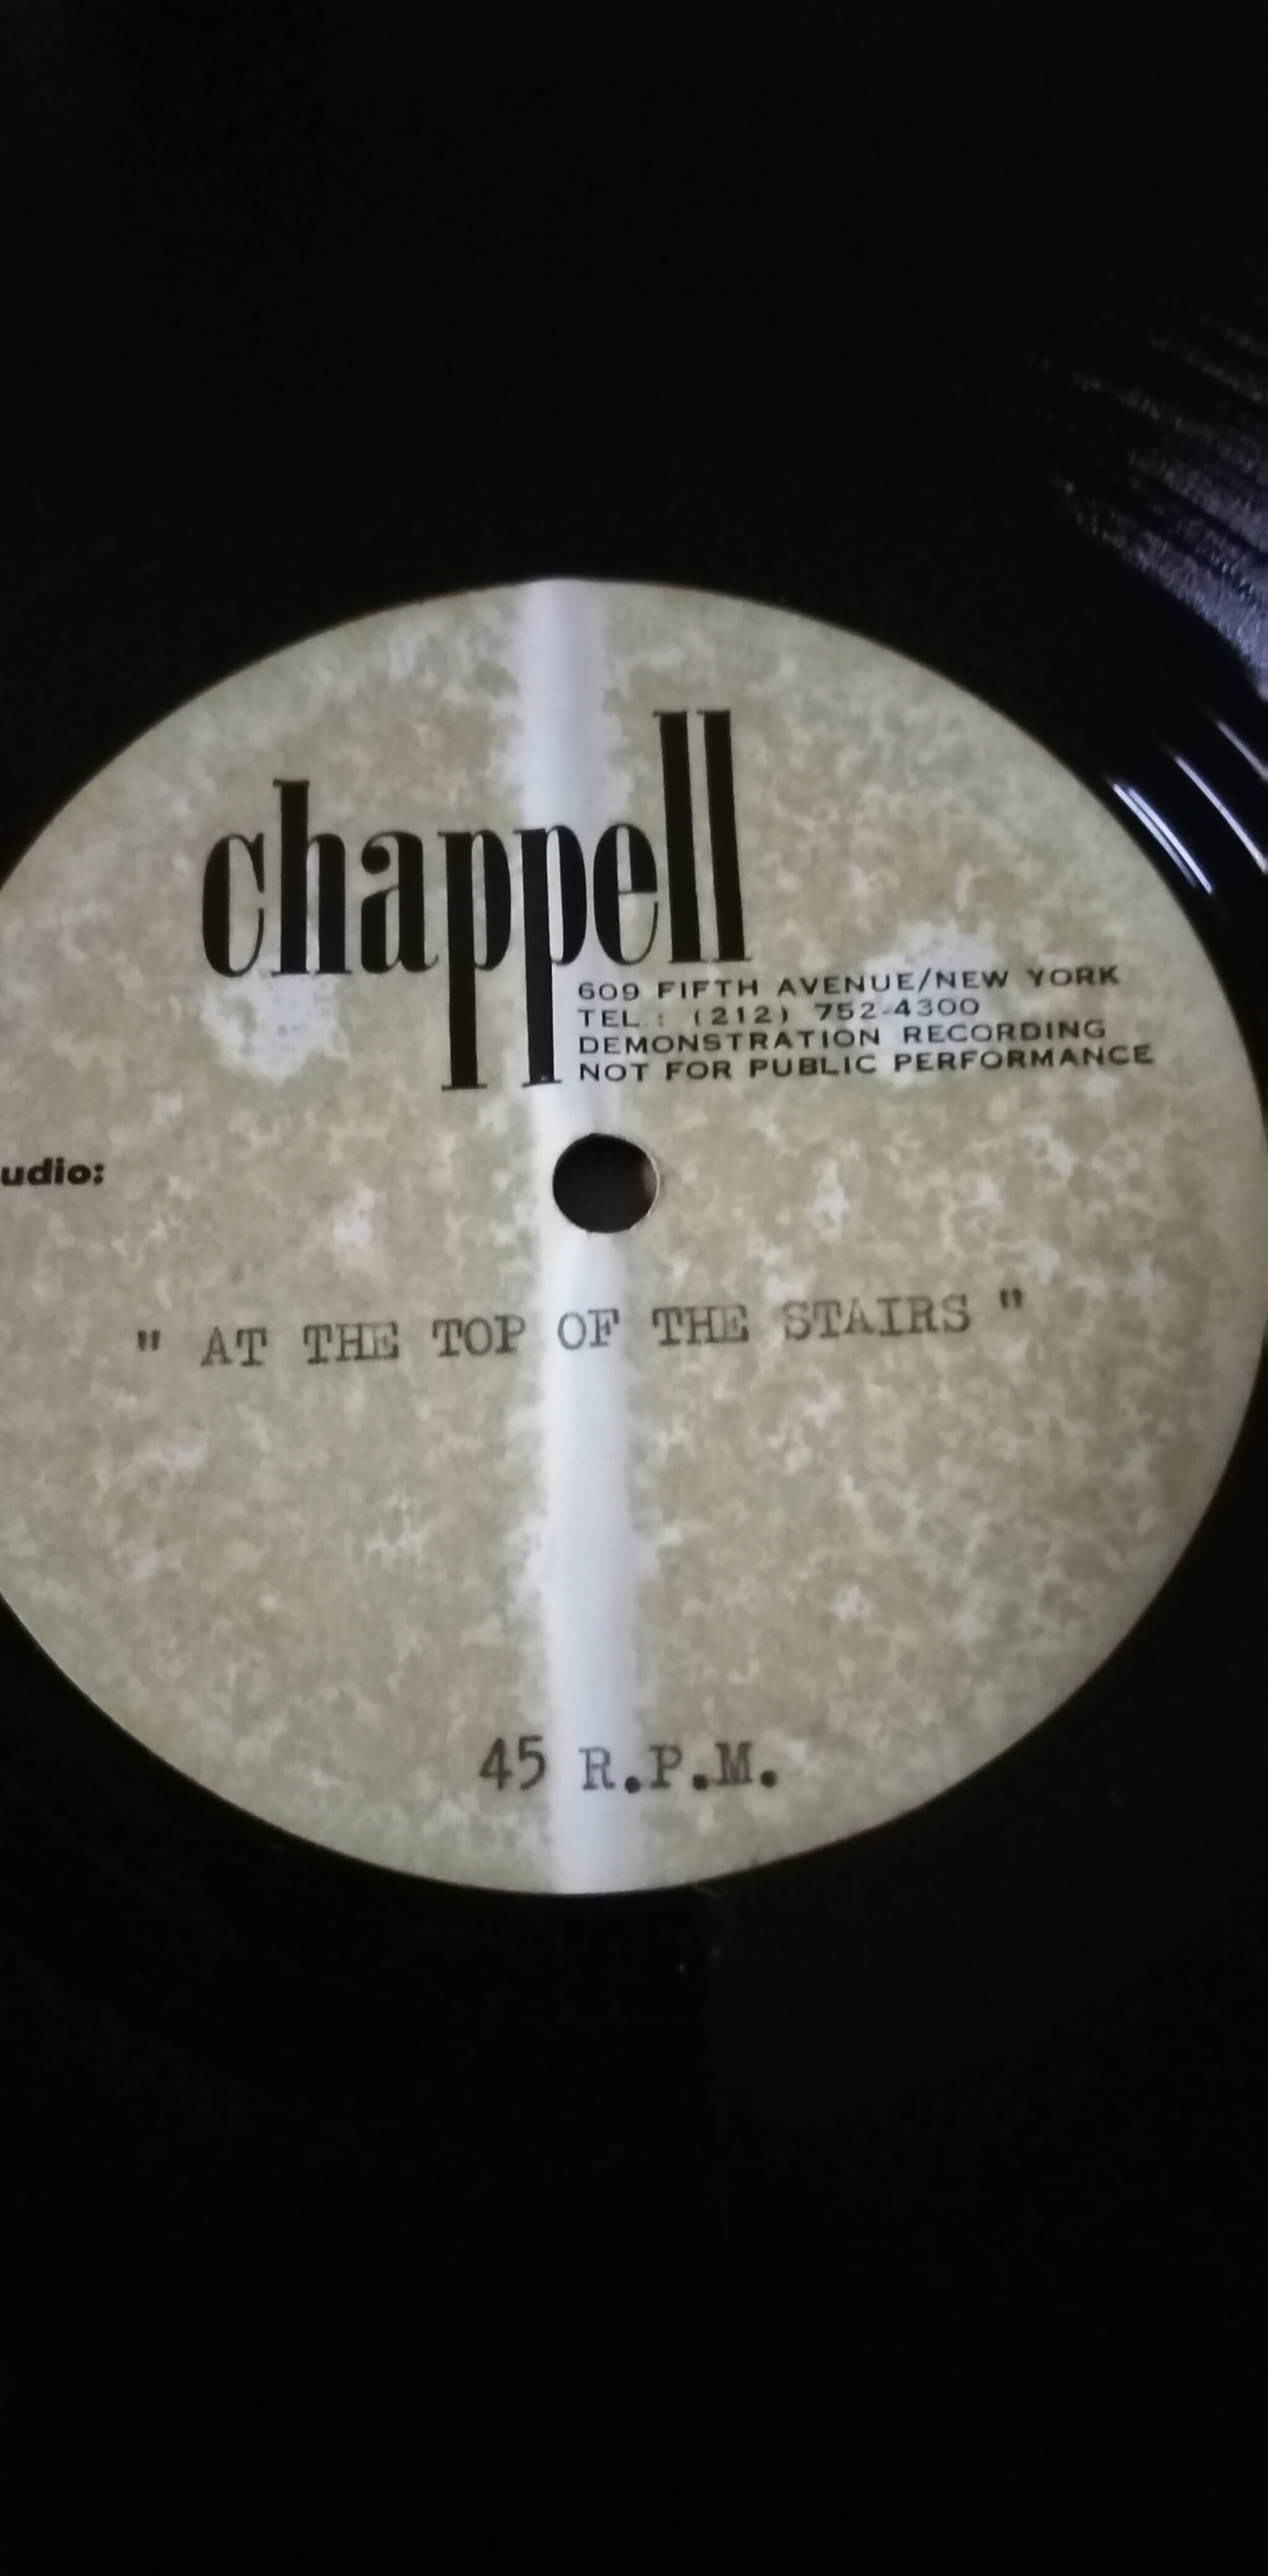 chappell
609 FIFTH AVENUE/NEW YORK
TEL.: (212) 752-4300
DEMONSTRATION RECORDING
NOT FOR PUBLIC PERFORMANCE
udio:
" AT THE TOP OF THE STAIRS "
45 R.P.M.